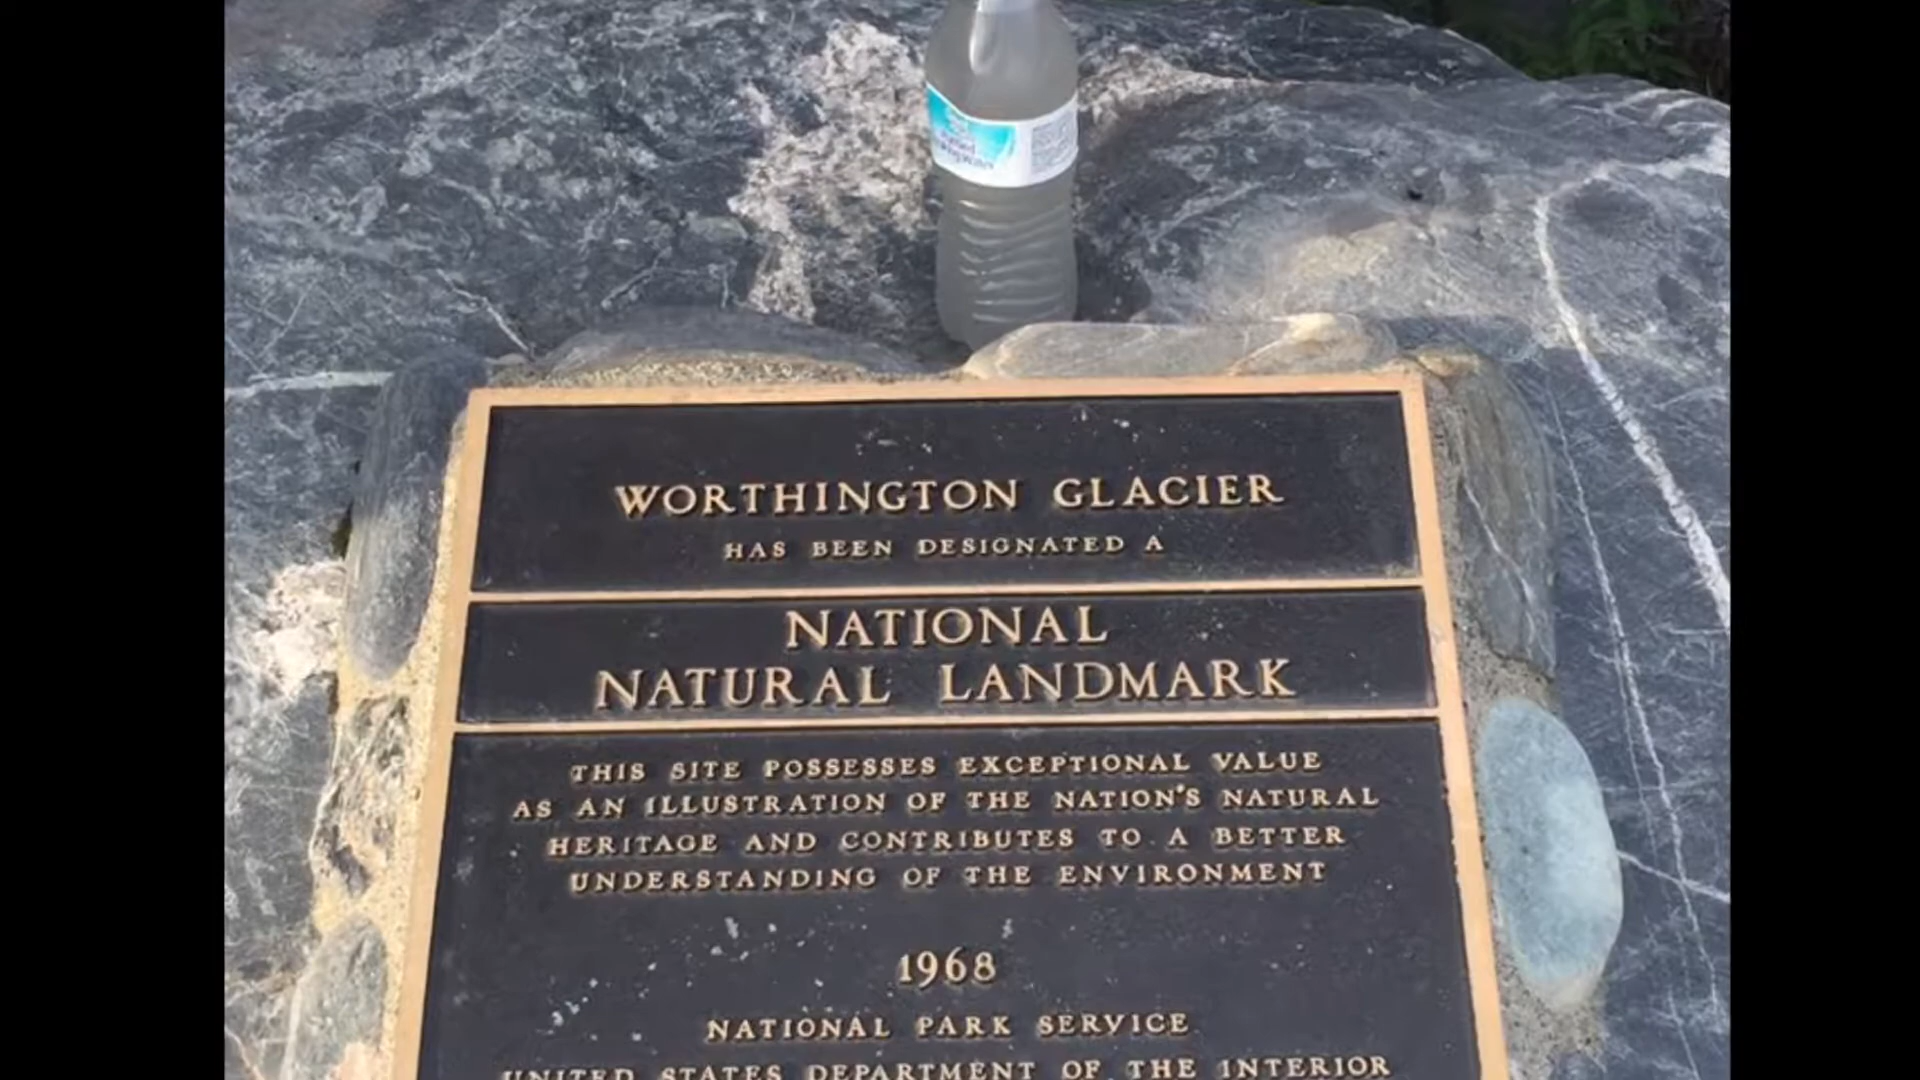 WORTHINGTON GLACIER
HAS BEEN DESIGNATED A
NATIONAL
NATURAL LANDMARK
THIS SITE POSSESSES EXCEPTIONAL VALUE
AS AN ILLUSTRATION OF THE NATION'S NATURAL
HERITAGE AND CONTRIBUTES TO A BETTER
UNDERSTANDING OF THE ENVIRONMENT
1968
NATIONAL PARK SERVICE
UNITED STATES DEPARTMENT OF THE INTERIOR